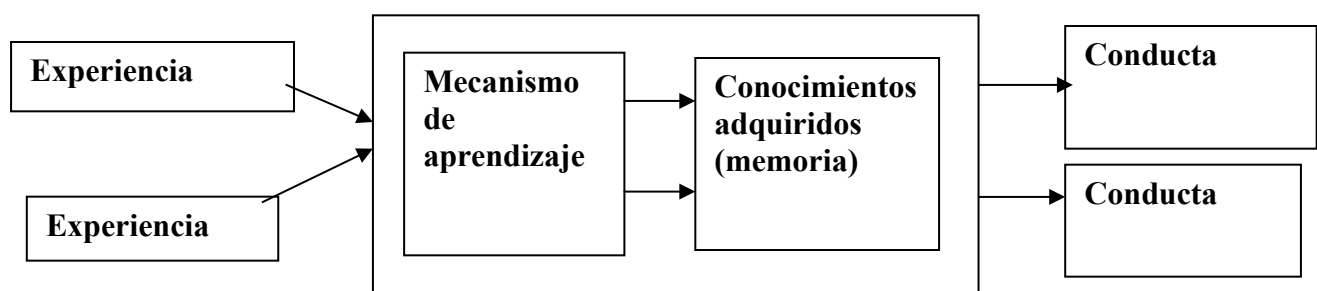 Experiencia
Experiencia
Mecanismo
de
aprendizaje
Conocimientos
adquiridos
(memoria)
Conducta
Conducta